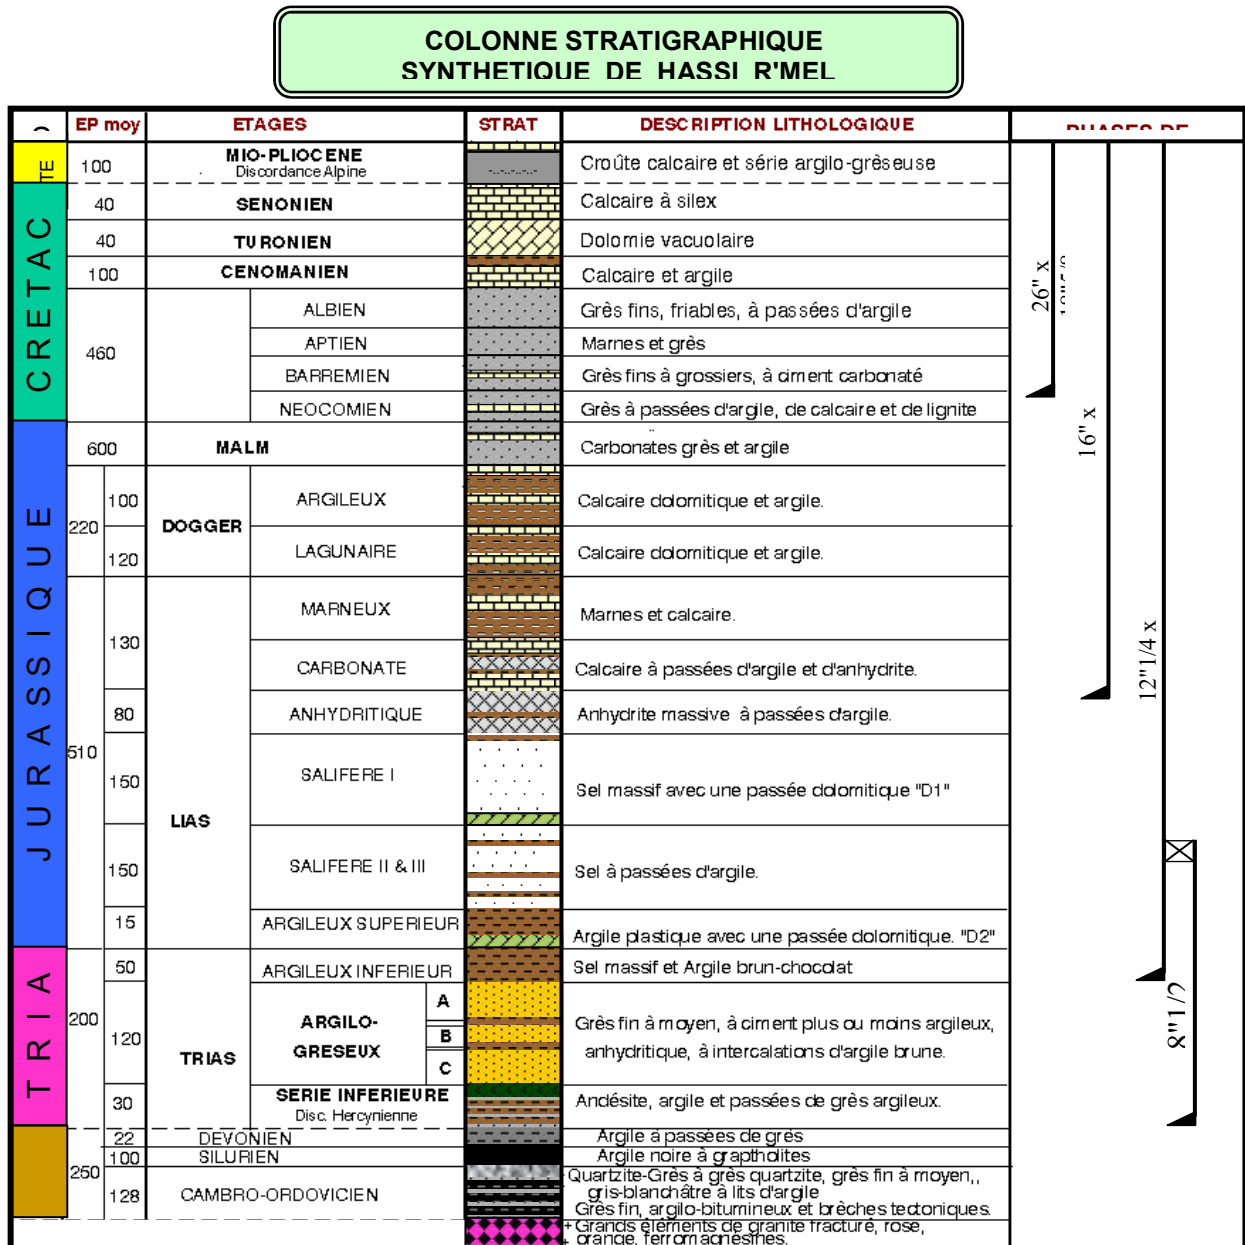 COLONNE STRATIGRAPHIQUE
SYNTHETIQUE DE HASSI R'MEL
EP moy ETAGES STRAT DESCRIPTION LITHOLOGIQUE PHASES DE
TE 100 MIO-PLIOCENE Croûte calcaire et série argilo-grèseuse
Discordance Alpine
CRETAC
40 SENONIEN Calcaire à silex
40 TURONIEN Dolomie vacuolaire
100 CENOMANIEN Calcaire et argile
460
ALBIEN Grès fins, friables, à passées d'argile
APTIEN Marnes et grès
BARREMIEN Grès fins à grossiers, à ciment carbonaté
NEOCOMIEN Grès à passées d'argile, de calcaire et de lignite
JURASSIQUE
600 MALM Carbonates grès et argile
220 DOGGER
100 ARGILEUX Calcaire dolomitique et argile.
120 LAGUNAIRE Calcaire dolomitique et argile.
510 LIAS
130 MARNEUX Marnes et calcaire.
CARBONATE Calcaire à passées d'argile et d'anhydrite.
80 ANHYDRITIQUE Anhydrite massive à passées d'argile.
150 SALIFERE I Sel massif avec une passée dolomitique "D1"
150 SALIFERE II & III Sel à passées d'argile.
15 ARGILEUX SUPERIEUR Argile plastique avec une passée dolomitique. "D2"
TRIA
200 TRIAS
50 ARGILEUX INFERIEUR Sel massif et Argile brun-chocolat
120 ARGILO-
GRESEUX
A
B
C
Grès fin à moyen, à ciment plus ou moins argileux,
anhydritique, à intercalations d'argile brune.
30 SERIE INFERIEURE Andésite, argile et passées de grès argileux.
Disc. Hercynienne
250
22 DEVONIEN Argile à passées de grès
100 SILURIEN Argile noire à graptholites
128 CAMBRO-ORDOVICIEN Quartzite-Grès à grès quartzite, grès fin à moyen,,
gris-blanchâtre à lits d'argile
Grès fin, argilo-bitumineux et brèches tectoniques.
+ Grands éléments de granite fracturé, rose,
+ orange, ferromagnésines.
26" x
16" x
12"1/4 x
8"1/2